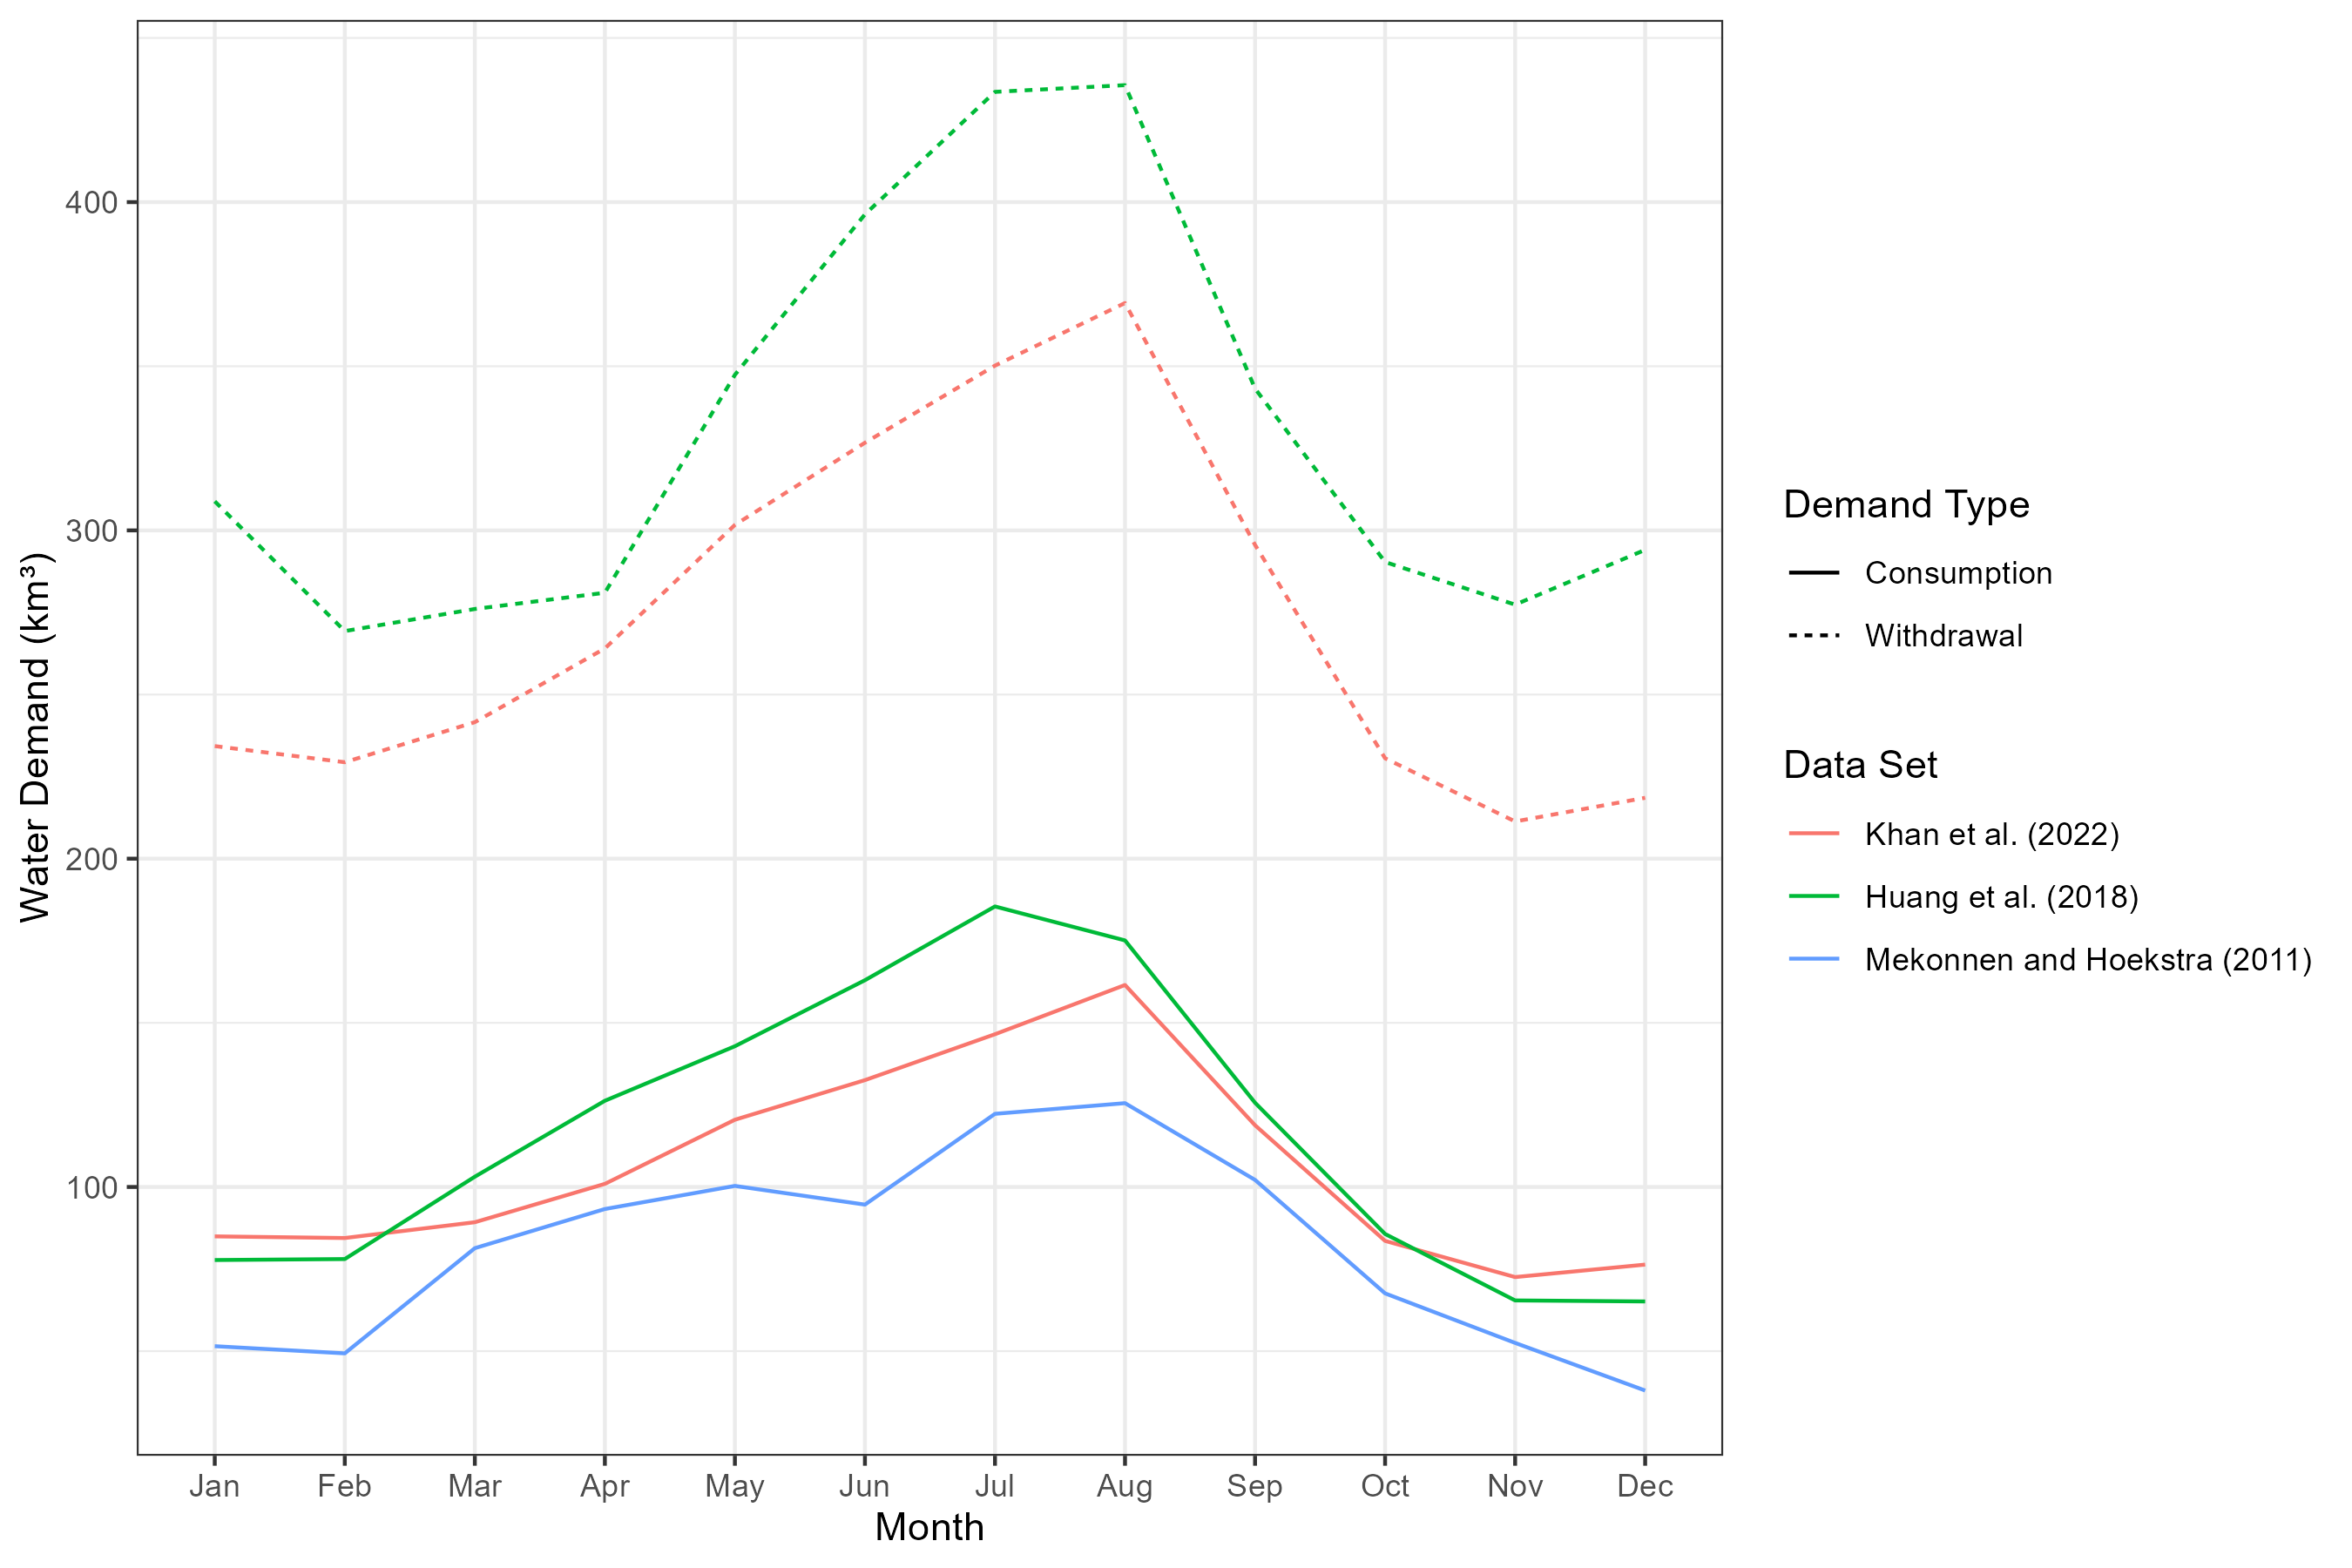 Water Demand (km³)
400
300
200
100
Jan Feb Mar Apr May Jun Jul Aug Sep Oct Nov Dec
Month
Demand Type
Consumption
Withdrawal
Data Set
Khan et al. (2022)
Huang et al. (2018)
Mekonnen and Hoekstra (2011)